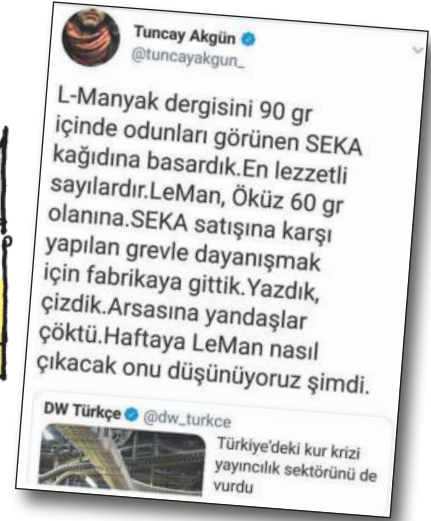 Tuncay Akgün
@tuncayakgun_
L-Manyak dergisini 90 gr
içinde odunları görünen SEKA
kağıdına basardık.En lezzetli
sayılardır.LeMan, Öküz 60 gr
olanına.SEKA satışına karşı
yapılan grevle dayanışmak
için fabrikaya gittik.Yazdık,
çizdik.Arsasına yandaşlar
çöktü.Haftaya LeMan nasıl
çıkacak onu düşünüyoruz şimdi.
DW Türkçe @dw_turkce
Türkiye'deki kur krizi
yayıncılık sektörünü de
vurdu